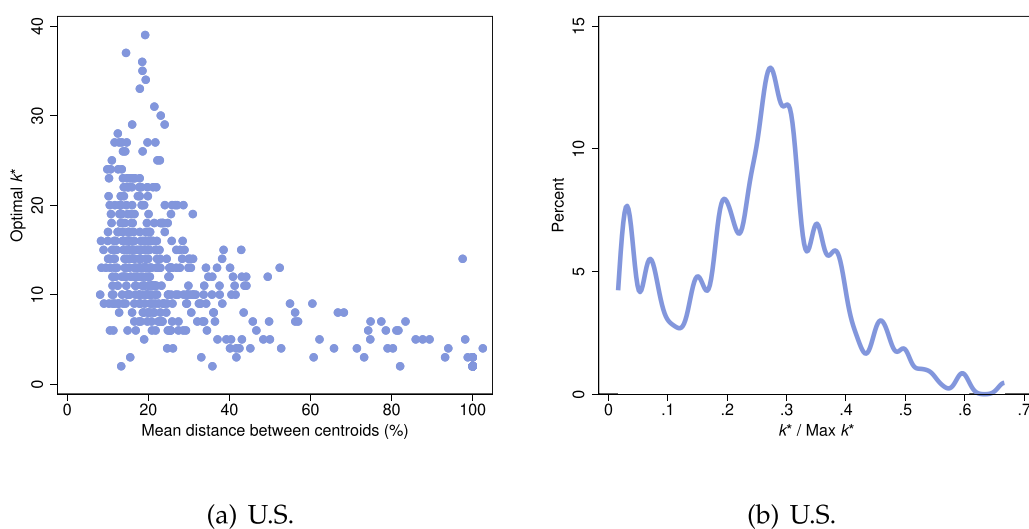 40
30
20
10
0
Optimal k*
0 20 40 60 80 100
Mean distance between centroids (%)
(a) U.S.
15
10
5
0
Percent
0 .1 .2 .3 .4 .5 .6 .7
k* / Max k*
(b) U.S.